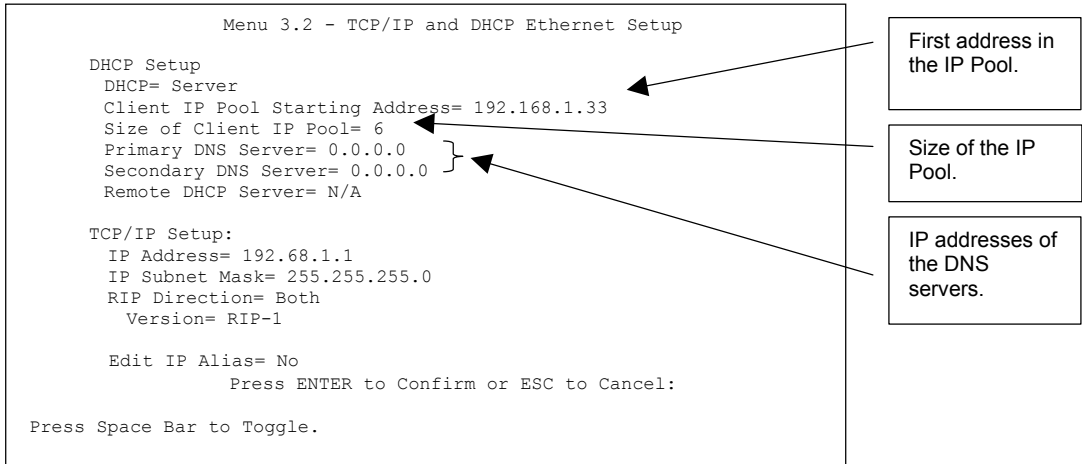 Menu 3.2 - TCP/IP and DHCP Ethernet Setup
DHCP Setup
DHCP= Server
Client IP Pool Starting Address= 192.168.1.33
Size of Client IP Pool= 6
Primary DNS Server= 0.0.0.0
Secondary DNS Server= 0.0.0.0
Remote DHCP Server= N/A
TCP/IP Setup:
IP Address= 192.68.1.1
IP Subnet Mask= 255.255.255.0
RIP Direction= Both
Version= RIP-1
Edit IP Alias= No
Press ENTER to Confirm or ESC to Cancel:
Press Space Bar to Toggle.
First address in
the IP Pool.
Size of the IP
Pool.
IP addresses of
the DNS
servers.